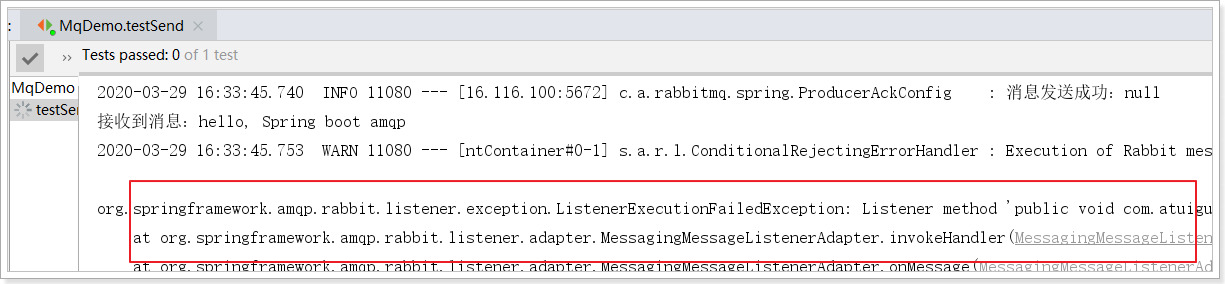 : MqDemo.testSend ×
›› Tests passed: 0 of 1 test
MqDemo
testSend
2020-03-29 16:33:45.740 INFO 11080 --- [16.116.100:5672] c.a.rabbitmq.spring.ProducerAckConfig : 消息发送成功：null
接收到消息：hello, Spring boot amqp
2020-03-29 16:33:45.753 WARN 11080 --- [ntContainer#0-1] s.a.r.l.ConditionalRejectingErrorHandler : Execution of Rabbit mes
org.springframework.amqp.rabbit.listener.exception.ListenerExecutionFailedException: Listener method 'public void com.atuigu
at org.springframework.amqp.rabbit.listener.adapter.MessagingMessageListenerAdapter.invokeHandler(MessagingMessageListen
at org.springframework.amqp.rabbit.listener.adapter.MessagingMessageListenerAdapter.onMessage(MessagingMessageListenerAd